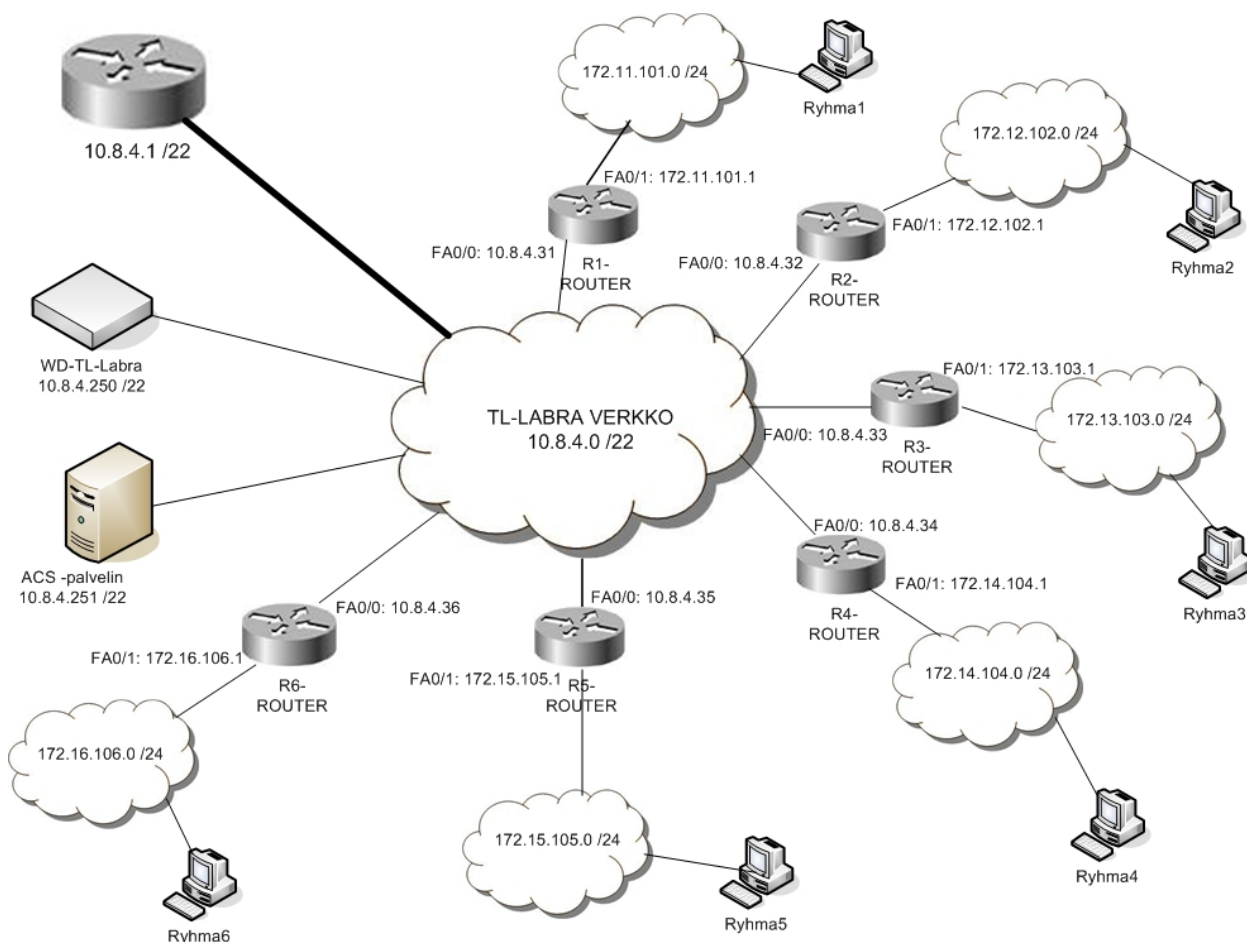 10.8.4.1 /22
172.11.101.0 /24
Ryhma1
FA0/1: 172.11.101.1
FA0/0: 10.8.4.31
R1-
ROUTER
172.12.102.0 /24
Ryhma2
FA0/1: 172.12.102.1
FA0/0: 10.8.4.32
R2-
ROUTER
WD-TL-Labra
10.8.4.250 /22
TL-LABRA VERKKO
10.8.4.0 /22
FA0/1: 172.13.103.1
FA0/0: 10.8.4.33
R3-
ROUTER
172.13.103.0 /24
Ryhma3
ACS -palvelin
10.8.4.251 /22
FA0/0: 10.8.4.34
FA0/1: 172.14.104.1
R4-
ROUTER
172.14.104.0 /24
Ryhma4
FA0/0: 10.8.4.36
FA0/1: 172.16.106.1
R6-
ROUTER
172.16.106.0 /24
Ryhma6
FA0/0: 10.8.4.35
FA0/1: 172.15.105.1
R5-
ROUTER
172.15.105.0 /24
Ryhma5